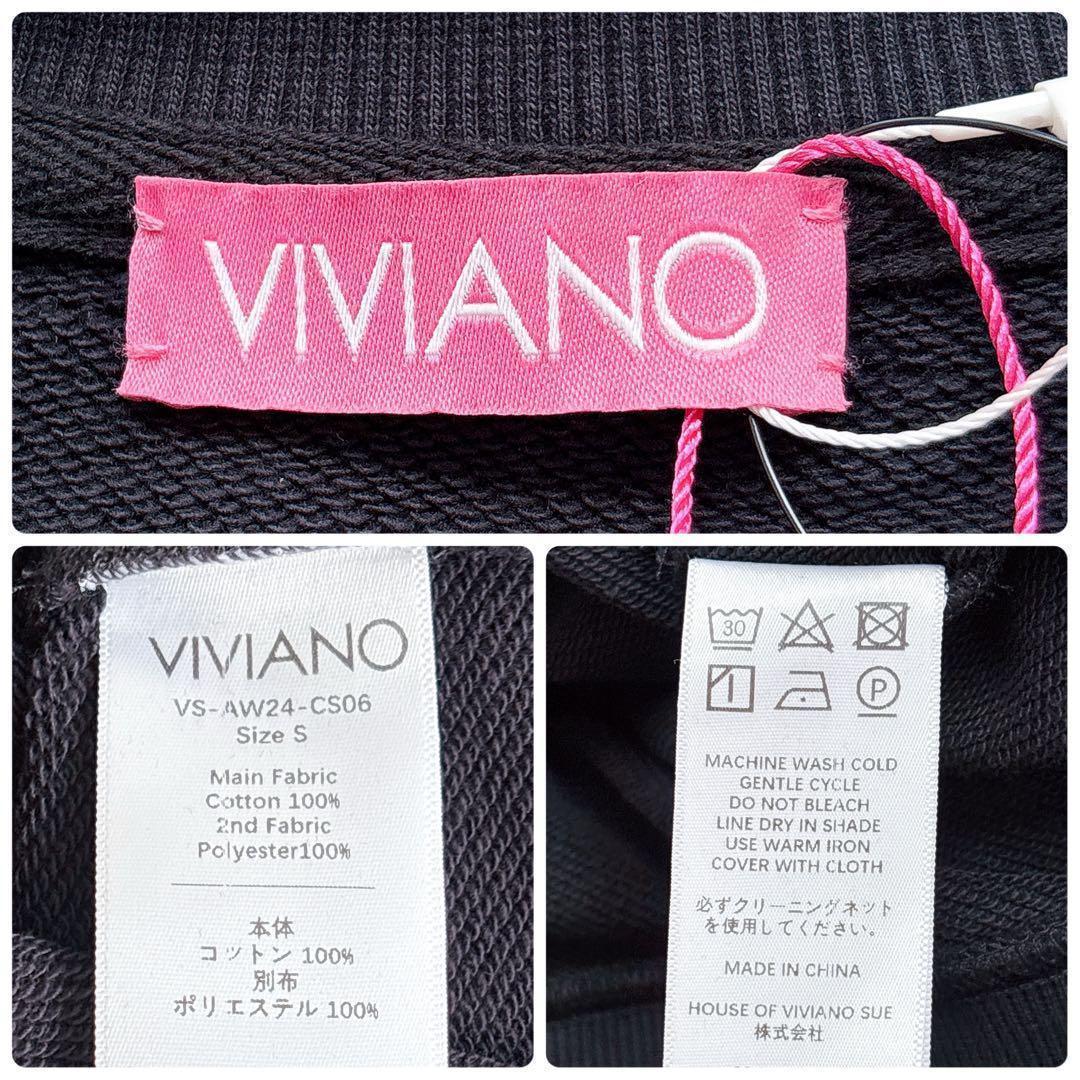 VIVIANO
VIVIANO
VS-AW24-CS06
Size S
Main Fabric
Cotton 100%
2nd Fabric
Polyester100%
本体
コットン 100%
別布
ポリエステル 100%
30
P
MACHINE WASH COLD
GENTLE CYCLE
DO NOT BLEACH
LINE DRY IN SHADE
USE WARM IRON
COVER WITH CLOTH
必ずクリーニングネット
を使用してください。
MADE IN CHINA
HOUSE OF VIVIANO SUE
株式会社